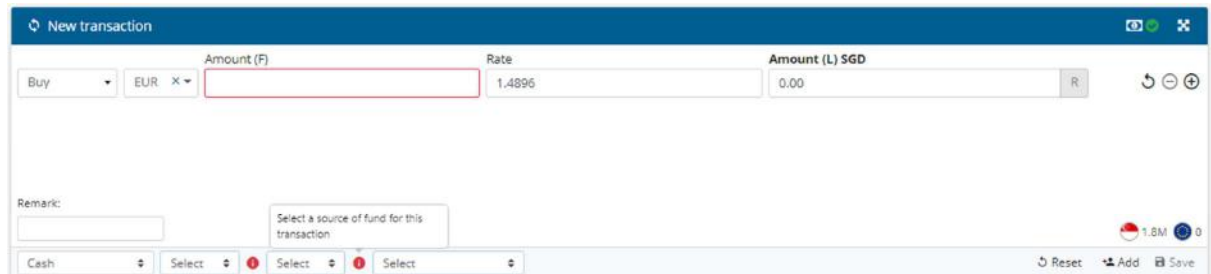 New transaction
Amount (F) Rate Amount (L) SGD
Buy EUR 1.4896 0.00 R
Remark:
Select a source of fund for this
transaction
1.8M 0
Cash Select Select Select Reset Add Save